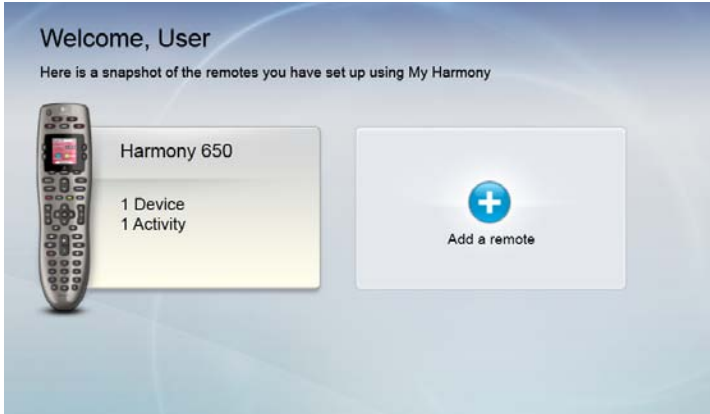 Welcome, User
Here is a snapshot of the remotes you have set up using My Harmony
Harmony 650
1 Device
1 Activity
Add a remote